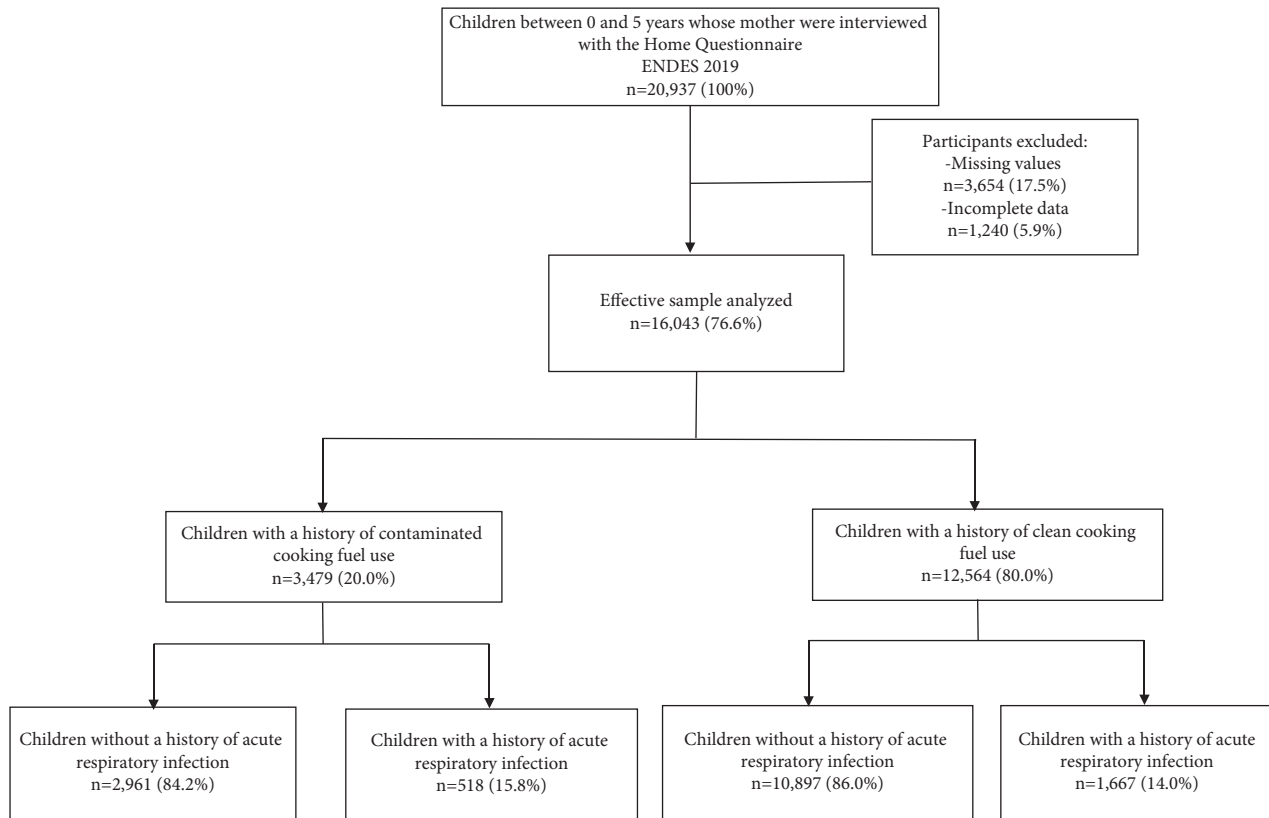 Children between 0 and 5 years whose mother were interviewed
with the Home Questionnaire
ENDES 2019
n=20,937 (100%)
Participants excluded:
-Missing values
n=3,654 (17.5%)
-Incomplete data
n=1,240 (5.9%)
Effective sample analyzed
n=16,043 (76.6%)
Children with a history of contaminated
cooking fuel use
n=3,479 (20.0%)
Children with a history of clean cooking
fuel use
n=12,564 (80.0%)
Children without a history of acute
respiratory infection
n=2,961 (84.2%)
Children with a history of acute
respiratory infection
n=518 (15.8%)
Children without a history of acute
respiratory infection
n=10,897 (86.0%)
Children with a history of acute
respiratory infection
n=1,667 (14.0%)